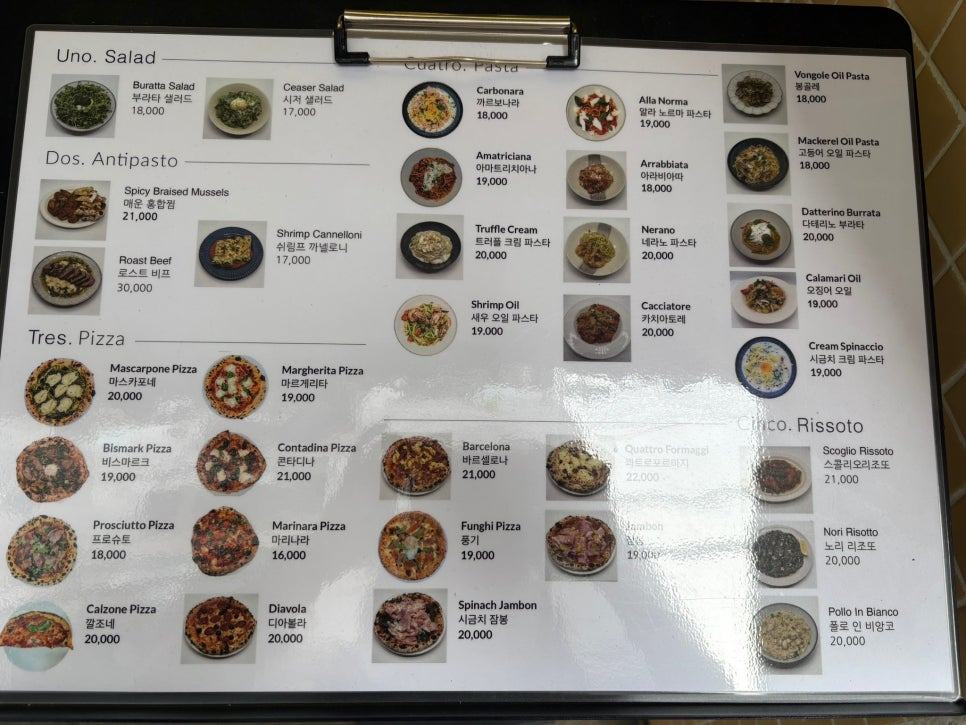 Uno. Salad
Buratta Salad
부라타 샐러드
18,000
Ceaser Salad
시저 샐러드
17,000
Dos. Antipasto
Spicy Braised Mussels
매운 홍합찜
21,000
Shrimp Cannelloni
쉬림프 까넬로니
17,000
Roast Beef
로스트 비프
30,000
Tres. Pizza
Mascarpone Pizza
마스카포네
20,000
Margherita Pizza
마르게리타
19,000
Bismark Pizza
비스마르크
19,000
Contadina Pizza
콘타디나
21,000
Prosciutto Pizza
프로슈토
18,000
Marinara Pizza
마리나라
16,000
Calzone Pizza
깔조네
20,000
Diavola
디아볼라
20,000
Barcelona
바르셀로나
21,000
Quattro Formaggi
콰트로포르마지
22,000
Funghi Pizza
풍기
19,000
Jambon
19,000
Spinach Jambon
시금치 잠봉
20,000
Cuatro. Pasta
Carbonara
까르보나라
18,000
Alla Norma
알라 노르마 파스타
19,000
Vongole Oil Pasta
봉골레
18,000
Amatriciana
아마트리치아나
19,000
Arrabbiata
아라비아따
18,000
Mackerel Oil Pasta
고등어 오일 파스타
18,000
Truffle Cream
트러플 크림 파스타
20,000
Nerano
네라노 파스타
20,000
Datterino Burrata
다테리노 부라타
20,000
Shrimp Oil
새우 오일 파스타
19,000
Cacciatore
카치아토레
20,000
Calamari Oil
오징어 오일
19,000
Cream Spinaccio
시금치 크림 파스타
19,000
Cinco. Rissoto
Scoglio Rissoto
스콜리오리조또
21,000
Nori Risotto
노리 리조또
20,000
Pollo In Bianco
폴로 인 비앙코
20,000